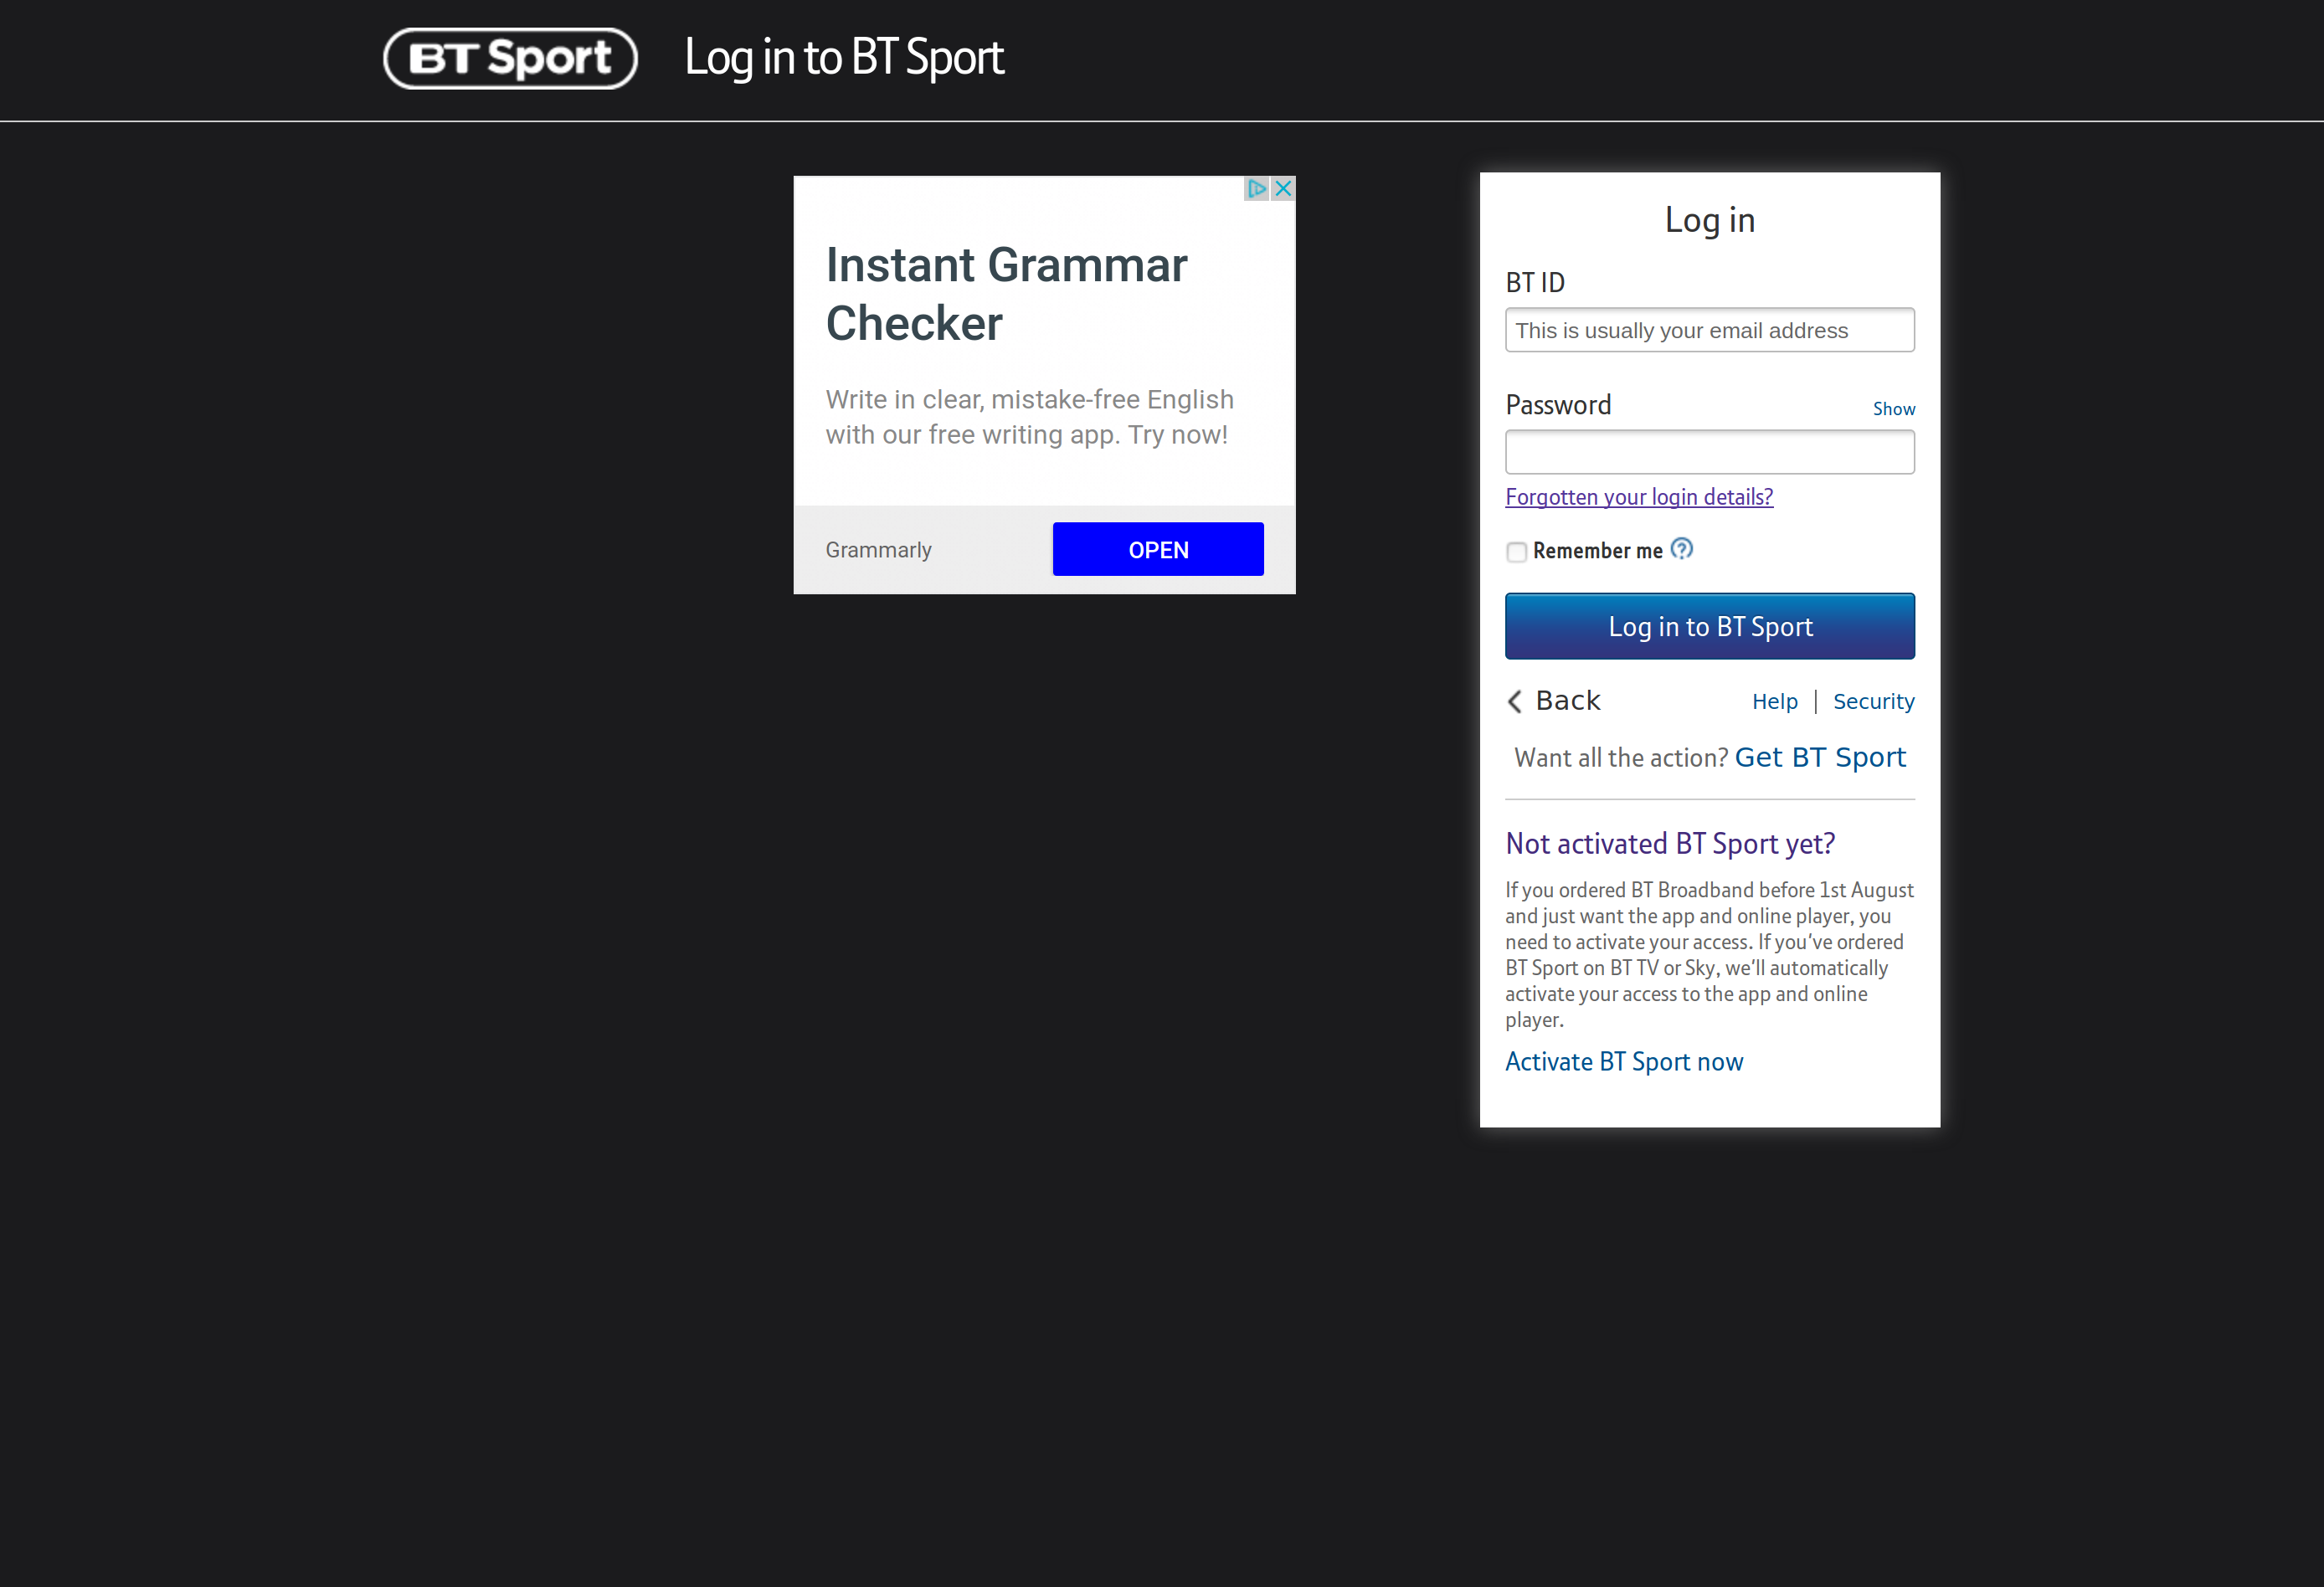 BT Sport
Log in to BT Sport
Instant Grammar
Checker
Write in clear, mistake-free English
with our free writing app. Try now!
Grammarly
OPEN
Log in
BT ID
This is usually your email address
Password
Show
Forgotten your login details?
Remember me
Log in to BT Sport
Back
Help | Security
Want all the action? Get BT Sport
Not activated BT Sport yet?
If you ordered BT Broadband before 1st August
and just want the app and online player, you
need to activate your access. If you've ordered
BT Sport on BT TV or Sky, we'll automatically
activate your access to the app and online
player.
Activate BT Sport now